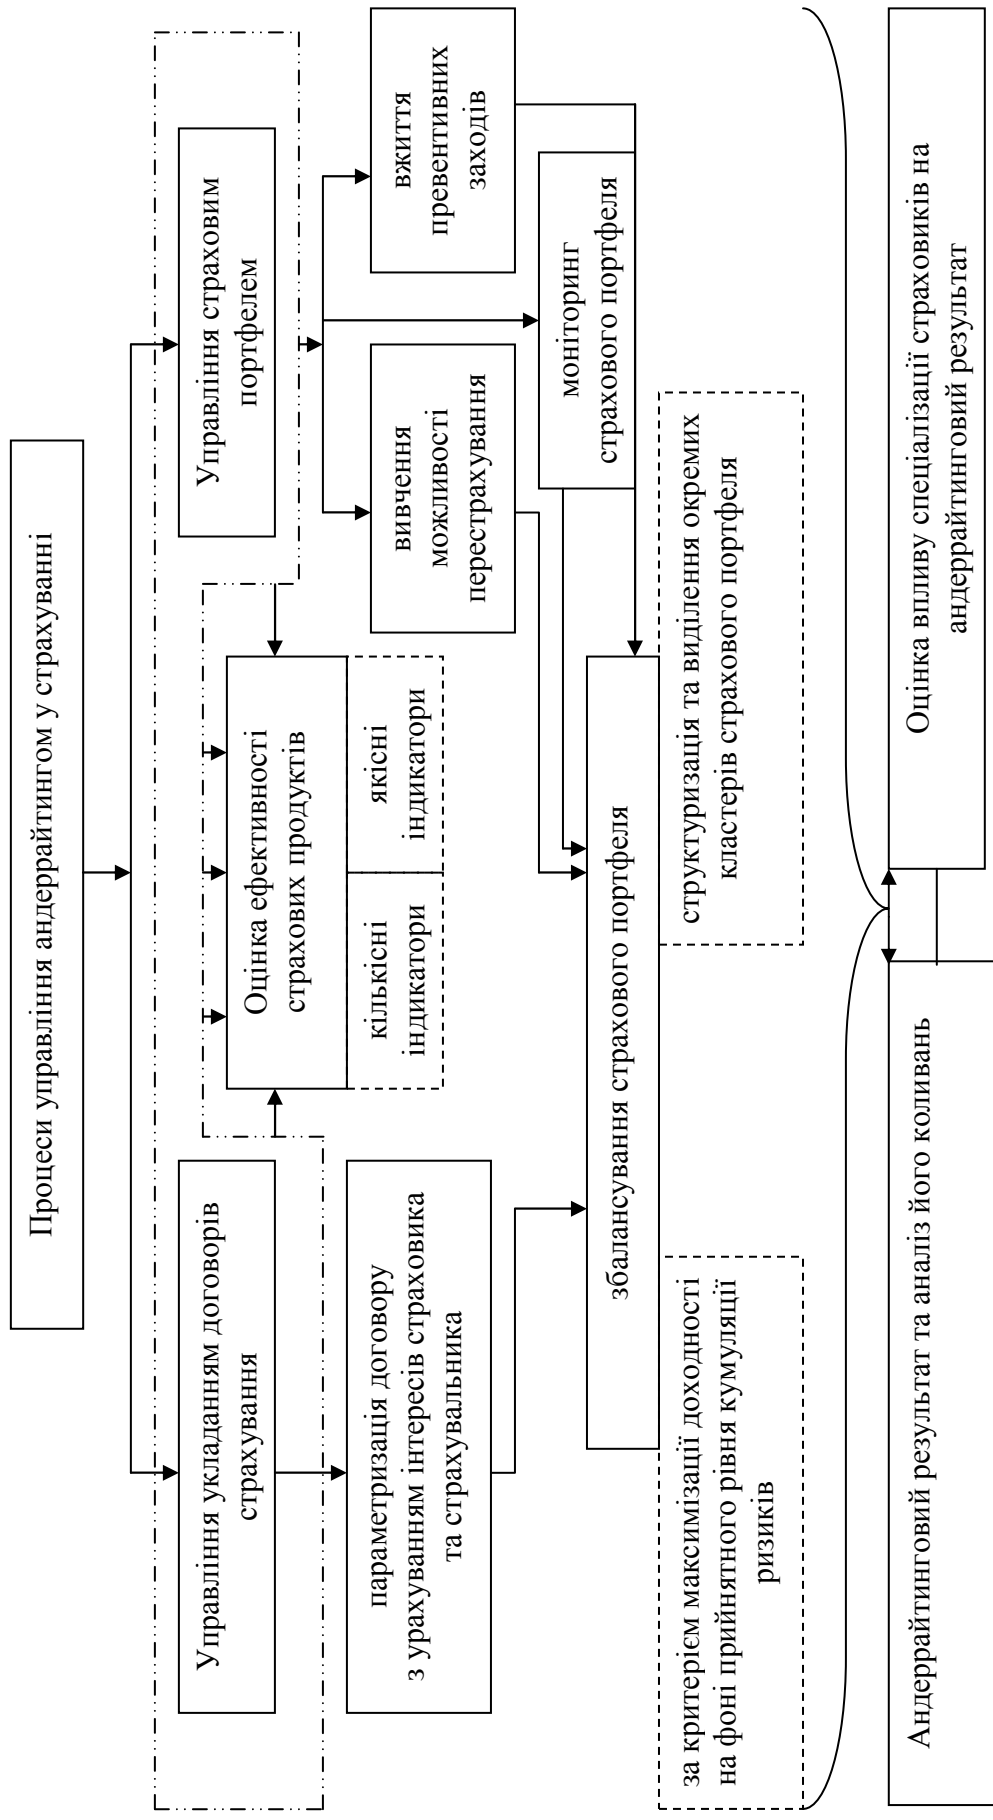 Процеси управління андеррайтингом у страхуванні
Управління укладанням договорів
страхування
Управління страховим
портфелем
Оцінка ефективності
страхових продуктів
кількісні
індикатори
якісні
індикатори
параметризація договору
з урахуванням інтересів страховика
та страхувальника
вивчення
можливості
перестрахування
вжиття
превентивних
заходів
моніторинг
страхового портфеля
збалансування страхового портфеля
за критерієм максимізації доходності
на фоні прийнятного рівня кумуляції
ризиків
структуризація та виділення окремих
кластерів страхового портфеля
Андеррайтинговий результат та аналіз його коливань
Оцінка впливу спеціалізації страховиків на
андеррайтинговий результат